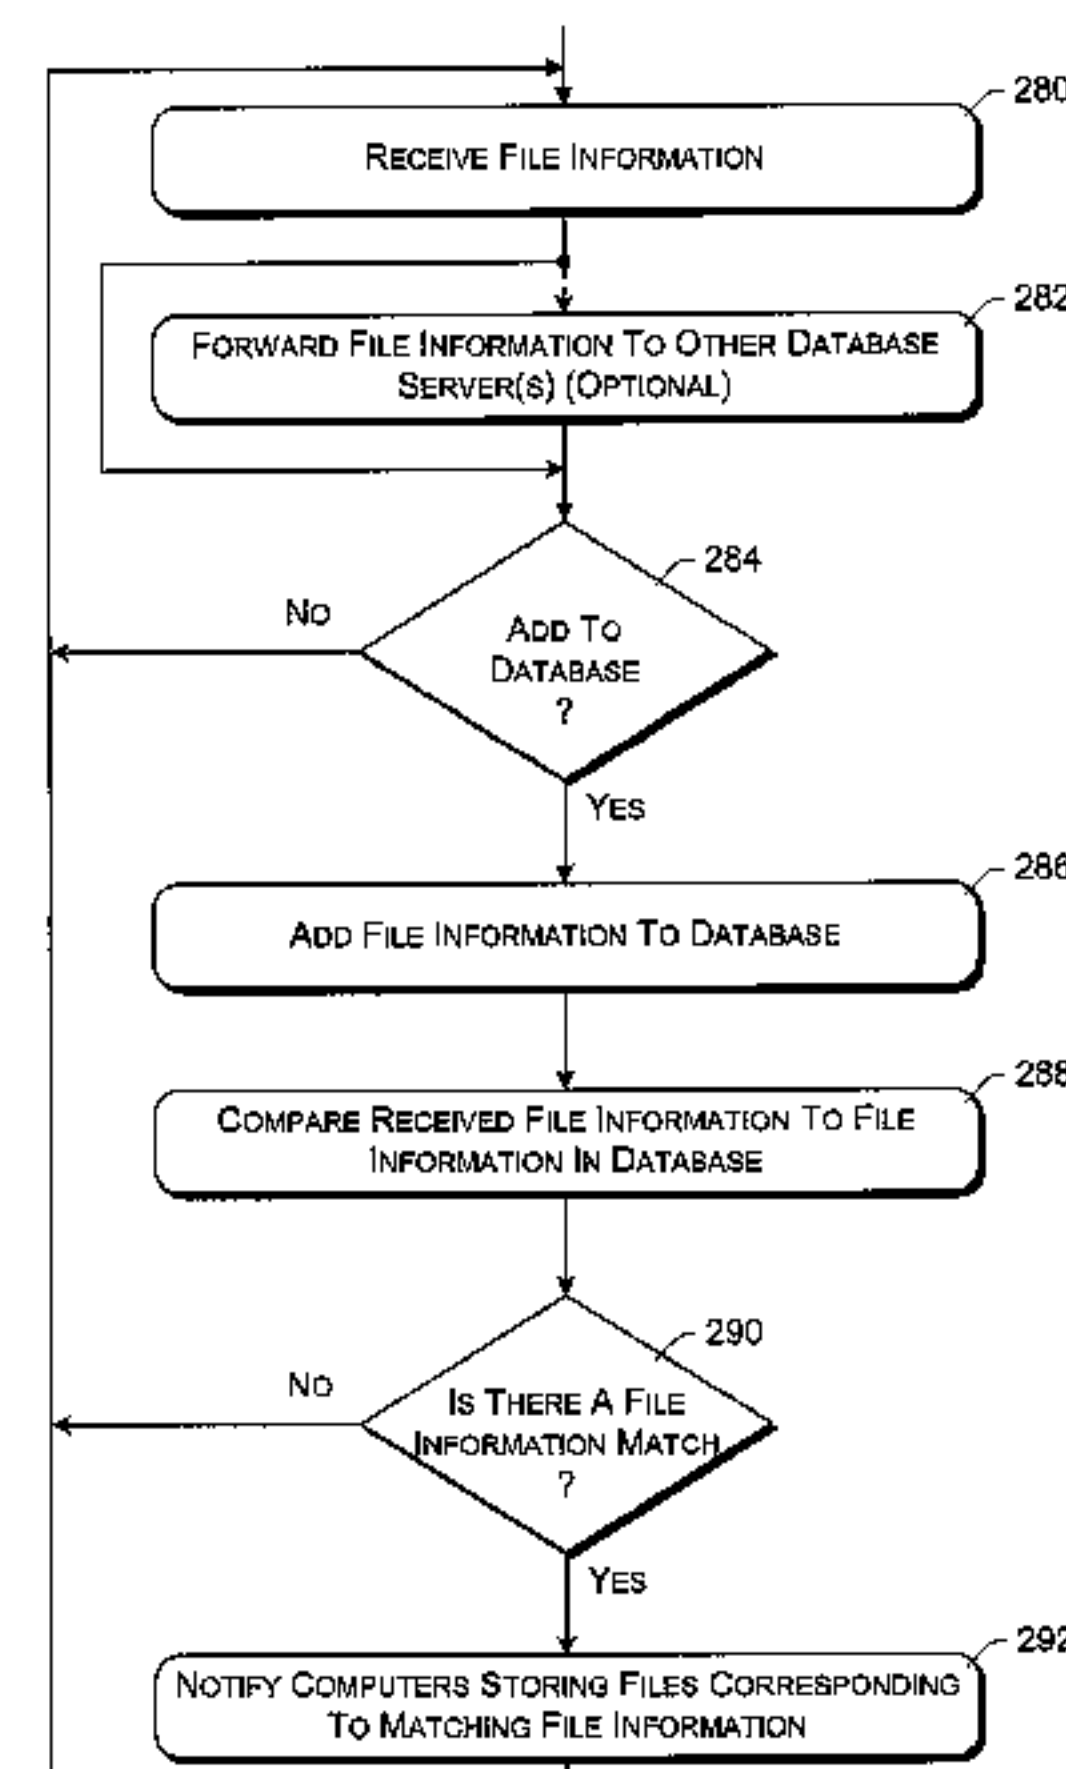 280
RECEIVE FILE INFORMATION
282
FORWARD FILE INFORMATION TO OTHER DATABASE
SERVER(S) (OPTIONAL)
284
NO
ADD TO
DATABASE
?
YES
286
ADD FILE INFORMATION TO DATABASE
288
COMPARE RECEIVED FILE INFORMATION TO FILE
INFORMATION IN DATABASE
290
NO
IS THERE A FILE
INFORMATION MATCH
?
YES
292
NOTIFY COMPUTERS STORING FILES CORRESPONDING
TO MATCHING FILE INFORMATION